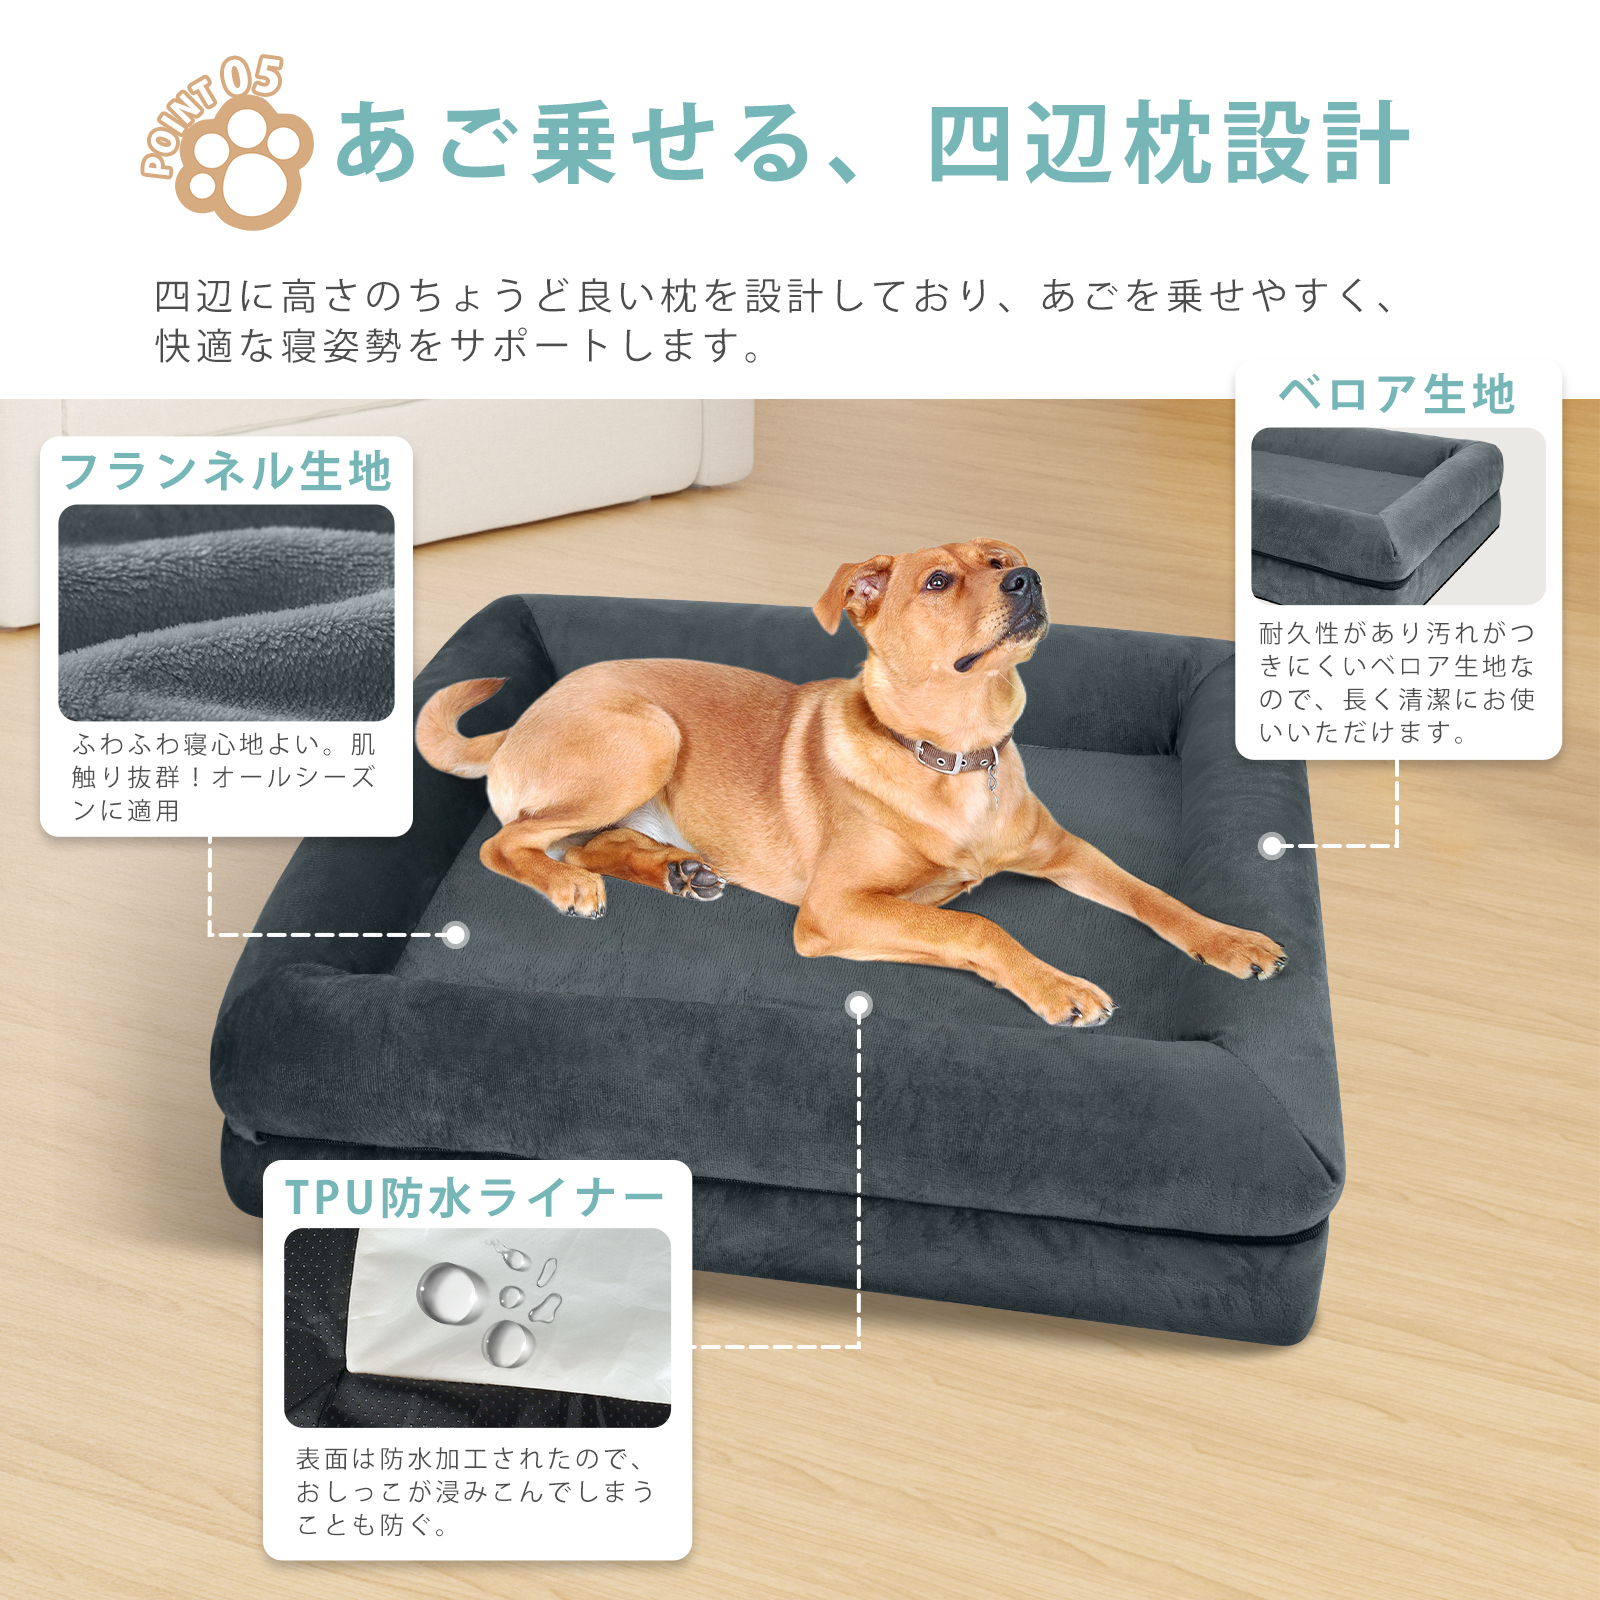 POINT 05
あご乗せる、四辺枕設計
四辺に高さのちょうど良い枕を設計しており、あごを乗せやすく、
快適な寝姿勢をサポートします。
ベロア生地
耐久性があり汚れがつ
きにくいベロア生地な
ので、長く清潔にお使
いいただけます。
フランネル生地
ふわふわ寝心地よい。肌
触り抜群！オールシーズ
ンに適用
TPU防水ライナー
表面は防水加工されたので、
おしっこが浸みこんでしまう
ことも防ぐ。